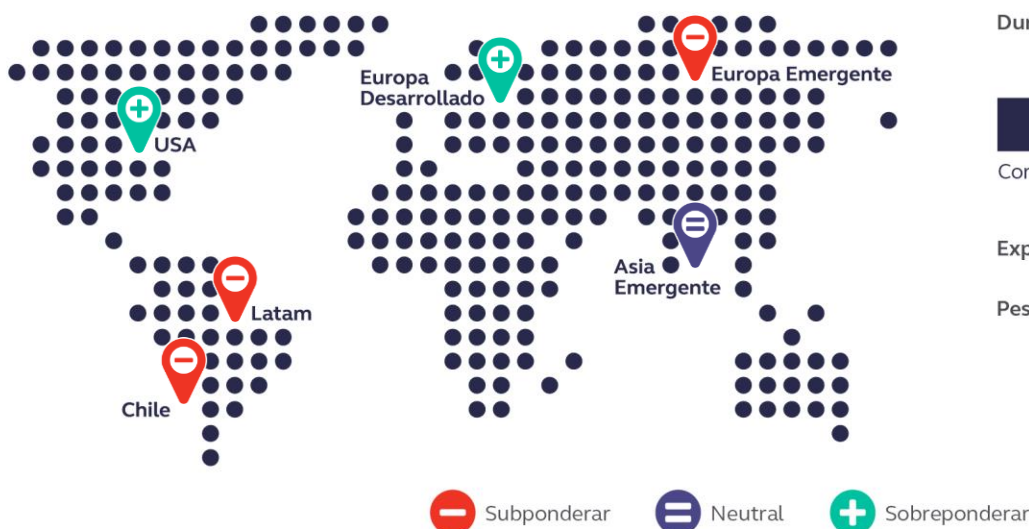 Europa
Desarrollado
Europa Emergente
USA
Asia
Emergente
Latam
Chile
Subponderar
Neutral
Sobreponderar